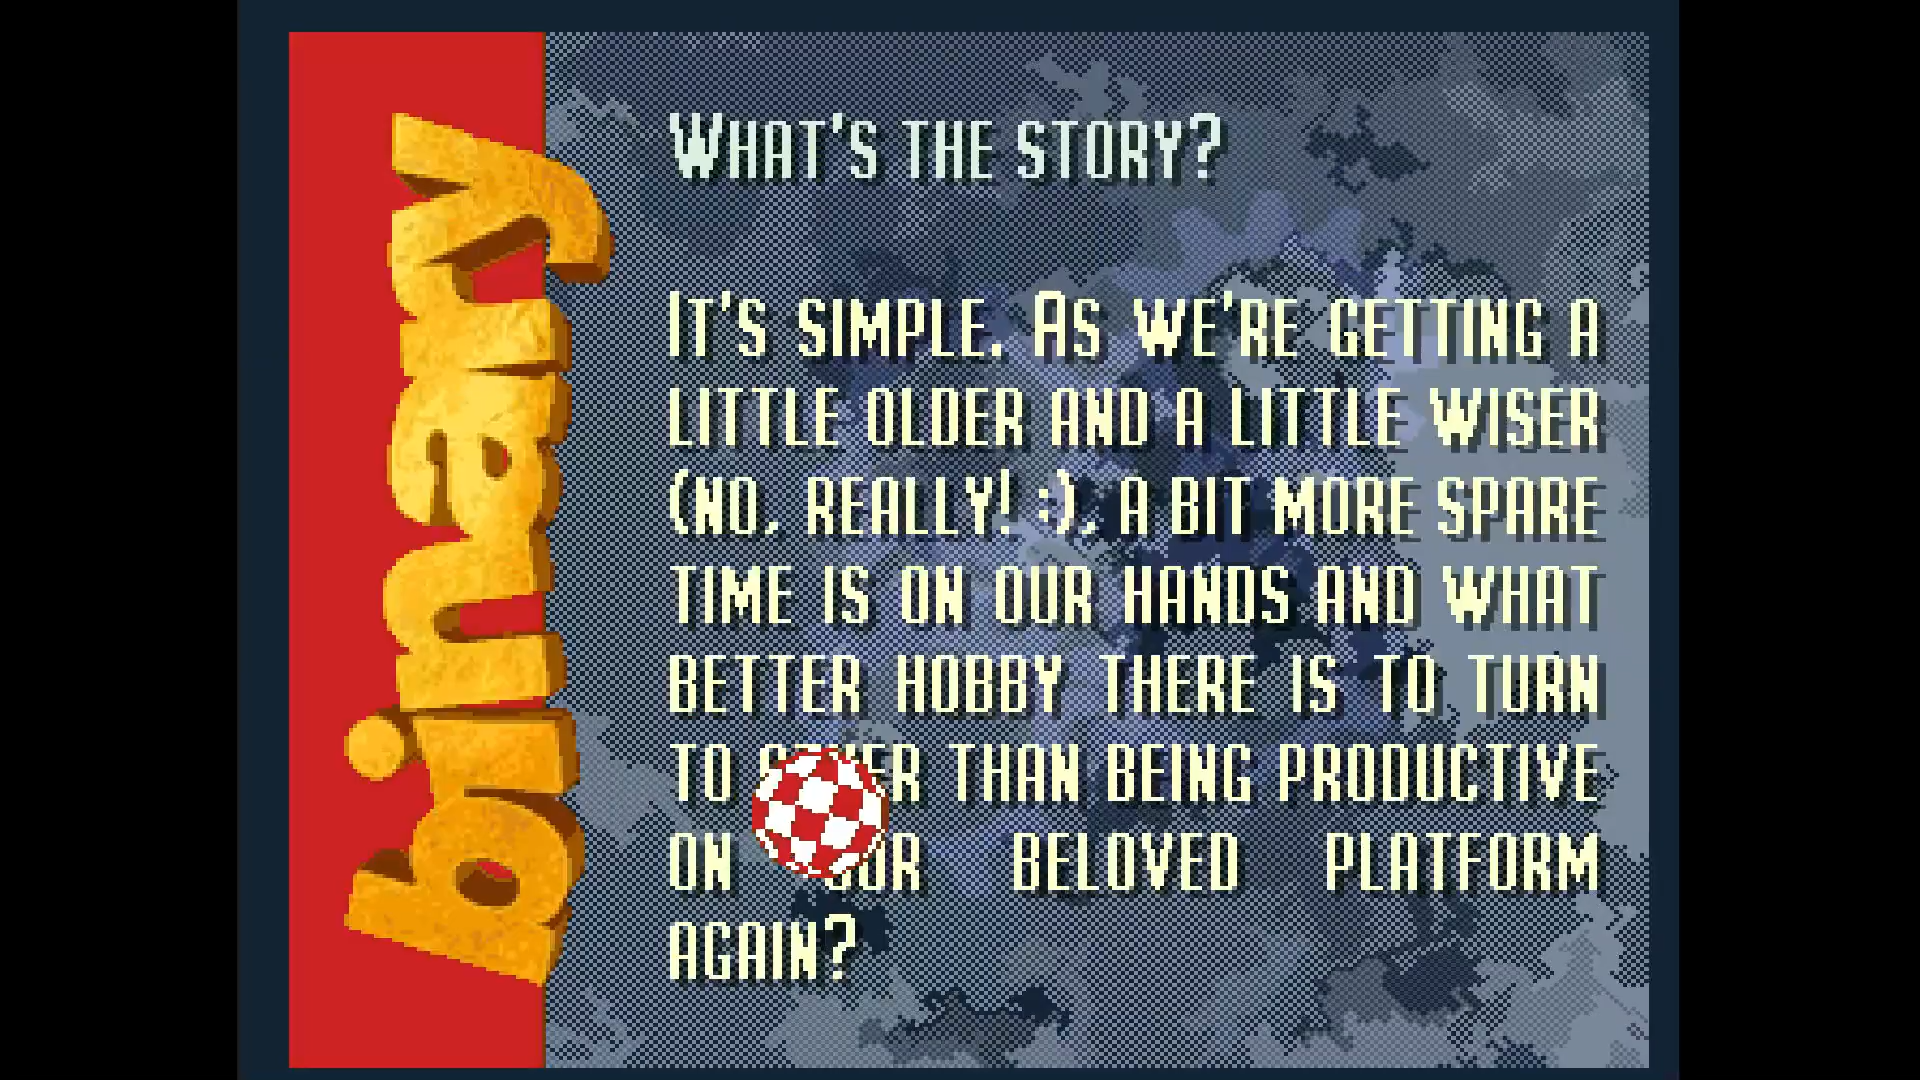 binary
What's the story?
It's simple. As we're getting a
little older and a little wiser
(no, really! :), a bit more spare
time is on our hands and what
better hobby there is to turn
to than being productive
on our beloved platform
again?